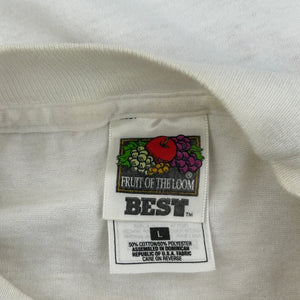 FRUIT OF THE LOOM
®
BEST
L
50% COTTON/50% POLYESTER
ASSEMBLED IN DOMINICAN
REPUBLIC OF U.S.A. FABRIC
CARE ON REVERSE